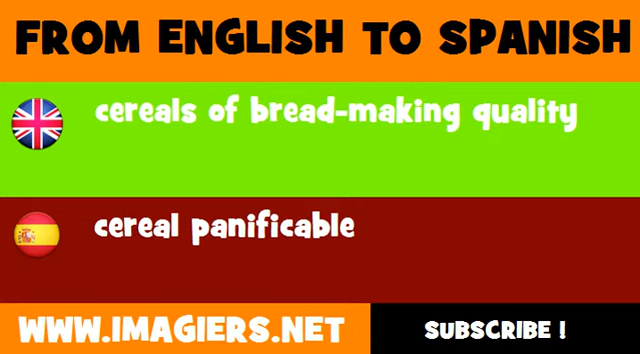 FROM ENGLISH TO SPANISH
cereals of bread-making quality
cereal panificable
WWW.IMAGIERS.NET
SUBSCRIBE !